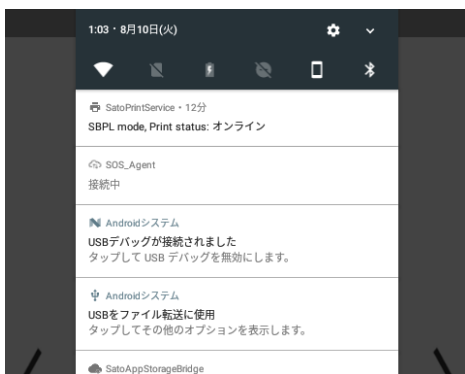 1:03・8月10日(火)
SatoPrintService • 12分
SBPL mode, Print status: オンライン
SOS_Agent
接続中
Androidシステム
USBデバッグが接続されました
タップして USB デバッグを無効にします。
Androidシステム
USBをファイル転送に使用
タップしてその他のオプションを表示します。
SatoAppStorageBridge